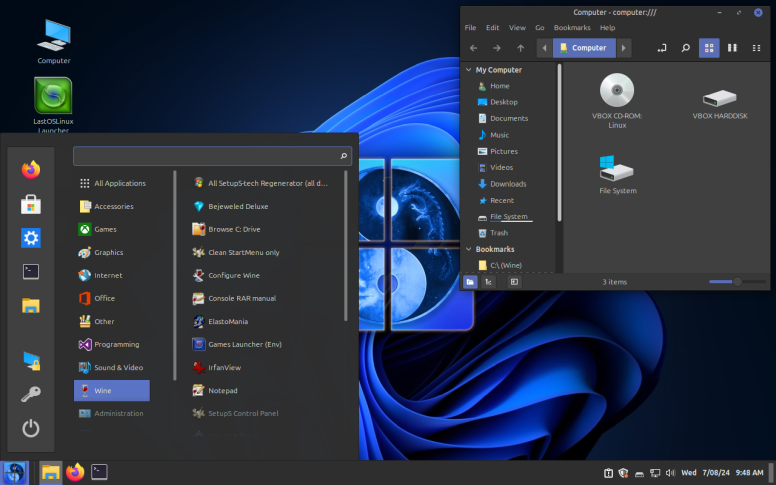 Computer
LastOSLinux
Launcher
Computer - computer:///
File Edit View Go Bookmarks Help
Computer
My Computer
Home
Desktop
Documents
Music
Pictures
Videos
Downloads
Recent
File System
Trash
Bookmarks
C:\ (Wine)
VBOX CD-ROM:
Linux
VBOX HARDDISK
File System
3 items
All Applications
Accessories
Games
Graphics
Internet
Office
Other
Programming
Sound & Video
Wine
Administration
All SetupS-tech Regenerator (all d...
Bejeweled Deluxe
Browse C: Drive
Clean StartMenu only
Configure Wine
Console RAR manual
ElastoMania
Games Launcher (Env)
IrfanView
Notepad
SetupS Control Panel
Wed 7/08/24 9:48 AM